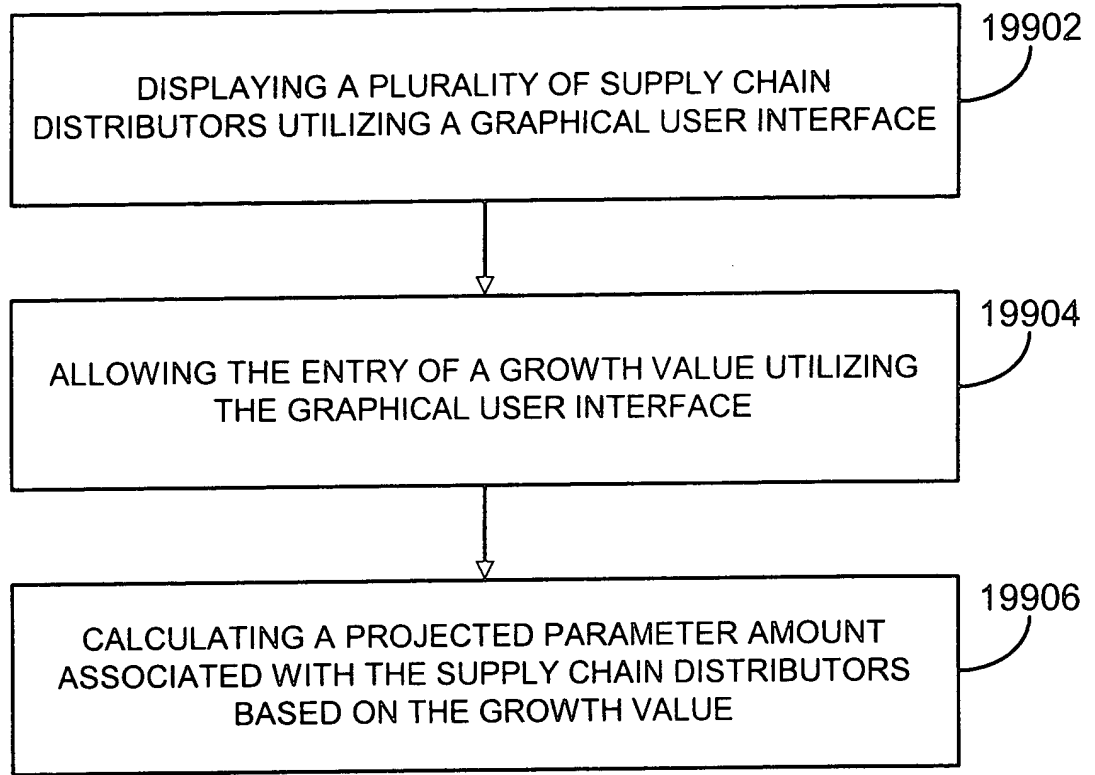 19902
DISPLAYING A PLURALITY OF SUPPLY CHAIN
DISTRIBUTORS UTILIZING A GRAPHICAL USER INTERFACE
19904
ALLOWING THE ENTRY OF A GROWTH VALUE UTILIZING
THE GRAPHICAL USER INTERFACE
19906
CALCULATING A PROJECTED PARAMETER AMOUNT
ASSOCIATED WITH THE SUPPLY CHAIN DISTRIBUTORS
BASED ON THE GROWTH VALUE